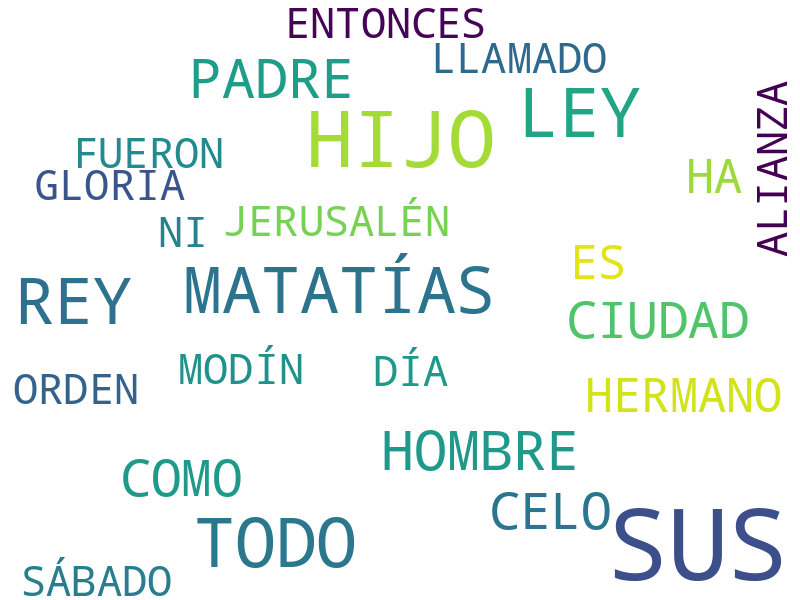 ENTONCES
LLAMADO
PADRE
LEY
HIJO
ALIANZA
FUERON
HA
GLORIA
JERUSALÉN
NI
ES
MATATÍAS
REY
CIUDAD
MODÍN
DÍA
ORDEN
HERMANO
HOMBRE
COMO
CELO
TODO
SUS
SÁBADO